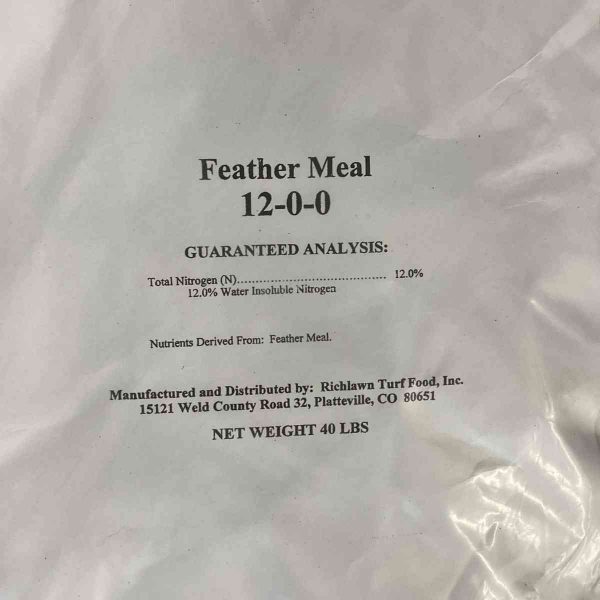 Feather Meal
12-0-0
GUARANTEED ANALYSIS:
Total Nitrogen (N)...................................... 12.0%
12.0% Water Insoluble Nitrogen
Nutrients Derived From: Feather Meal.
Manufactured and Distributed by: Richlawn Turf Food, Inc.
15121 Weld County Road 32, Platteville, CO 80651
NET WEIGHT 40 LBS